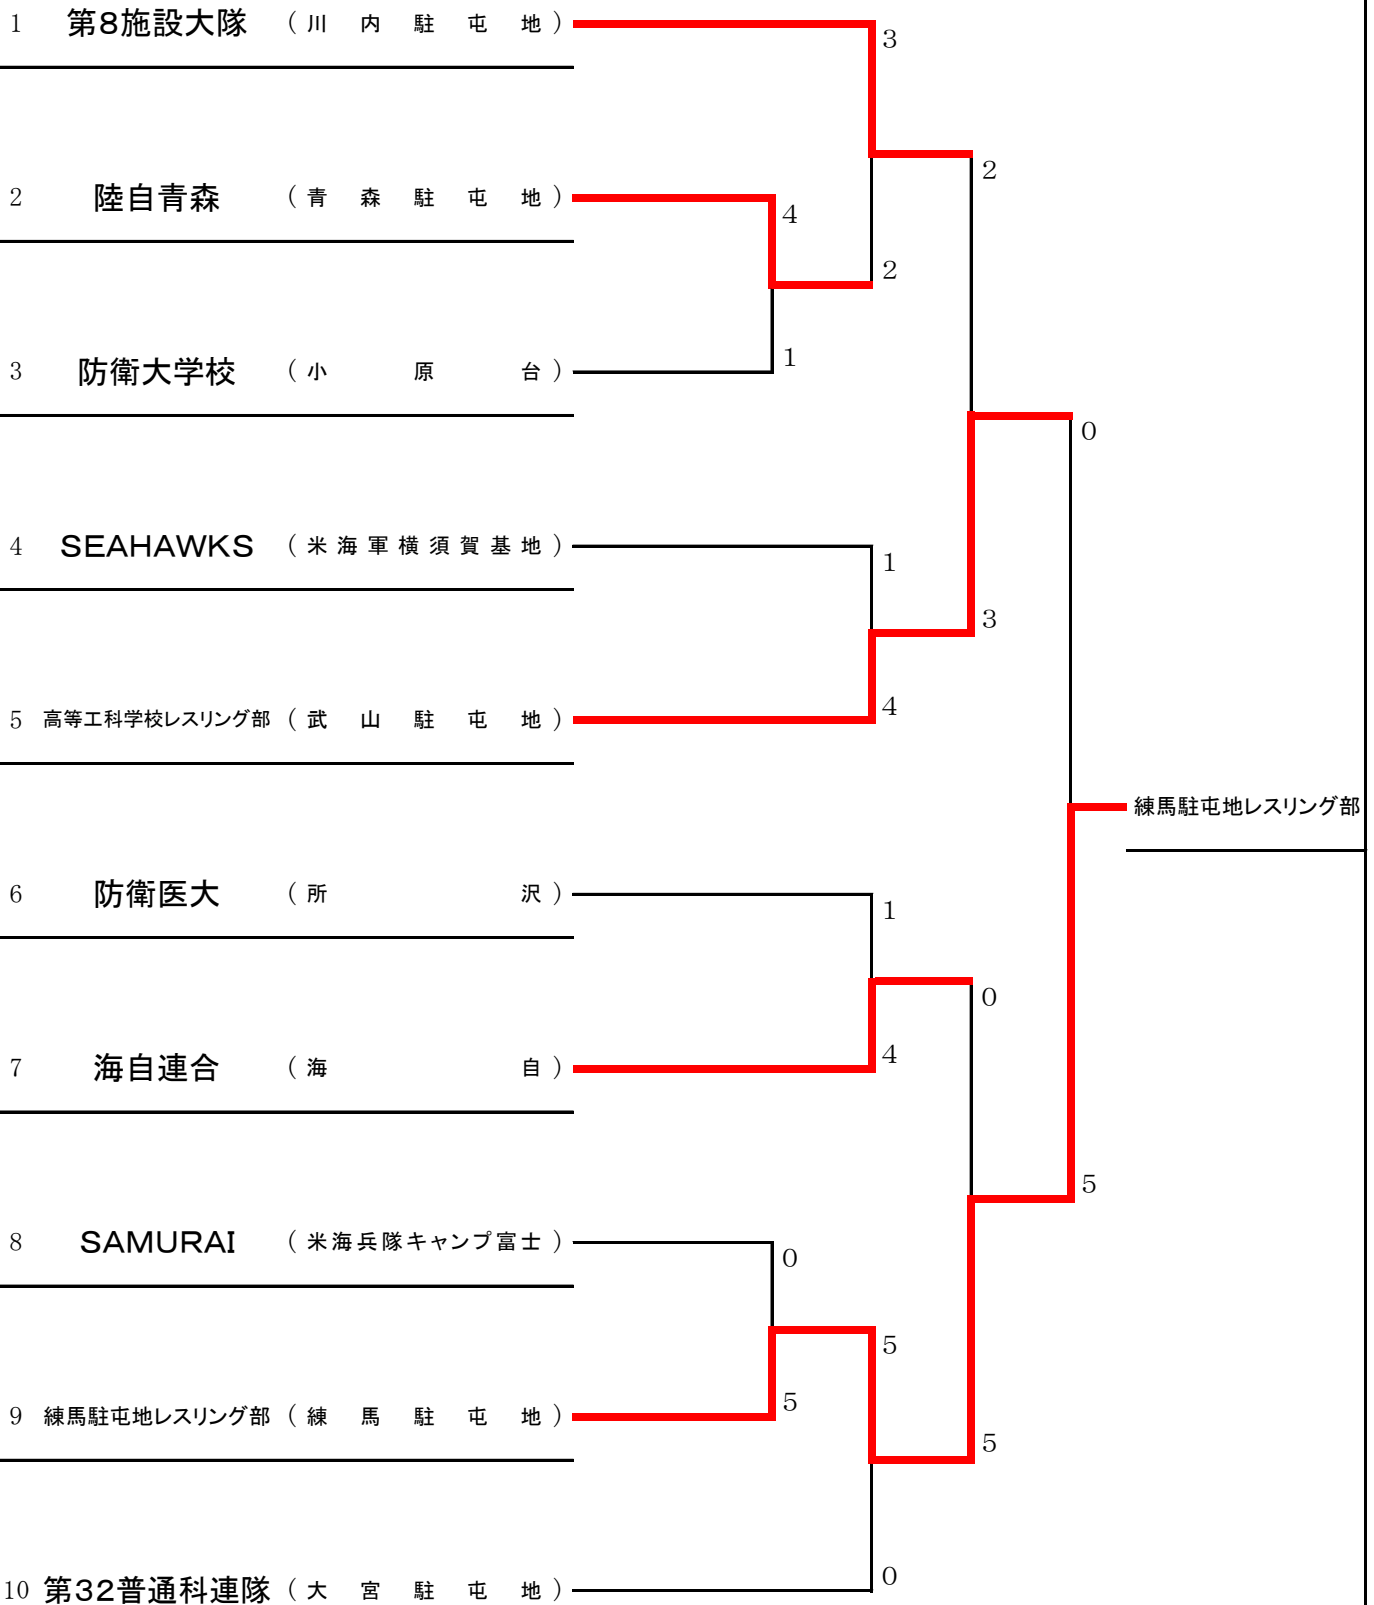 1 第8施設大隊 （川内駐屯地）
3
2
2 陸自青森 （青森駐屯地）
4
2
1
3 防衛大学校 （小原台）
0
4 SEAHAWKS （米海軍横須賀基地）
1
3
5 高等工科学校レスリング部 （武山駐屯地）
4
練馬駐屯地レスリング部
6 防衛医大 （所沢）
1
0
7 海自連合 （海自）
4
5
8 SAMURAI （米海兵隊キャンプ富士）
0
5
9 練馬駐屯地レスリング部 （練馬駐屯地）
5
5
10 第32普通科連隊 （大宮駐屯地）
0